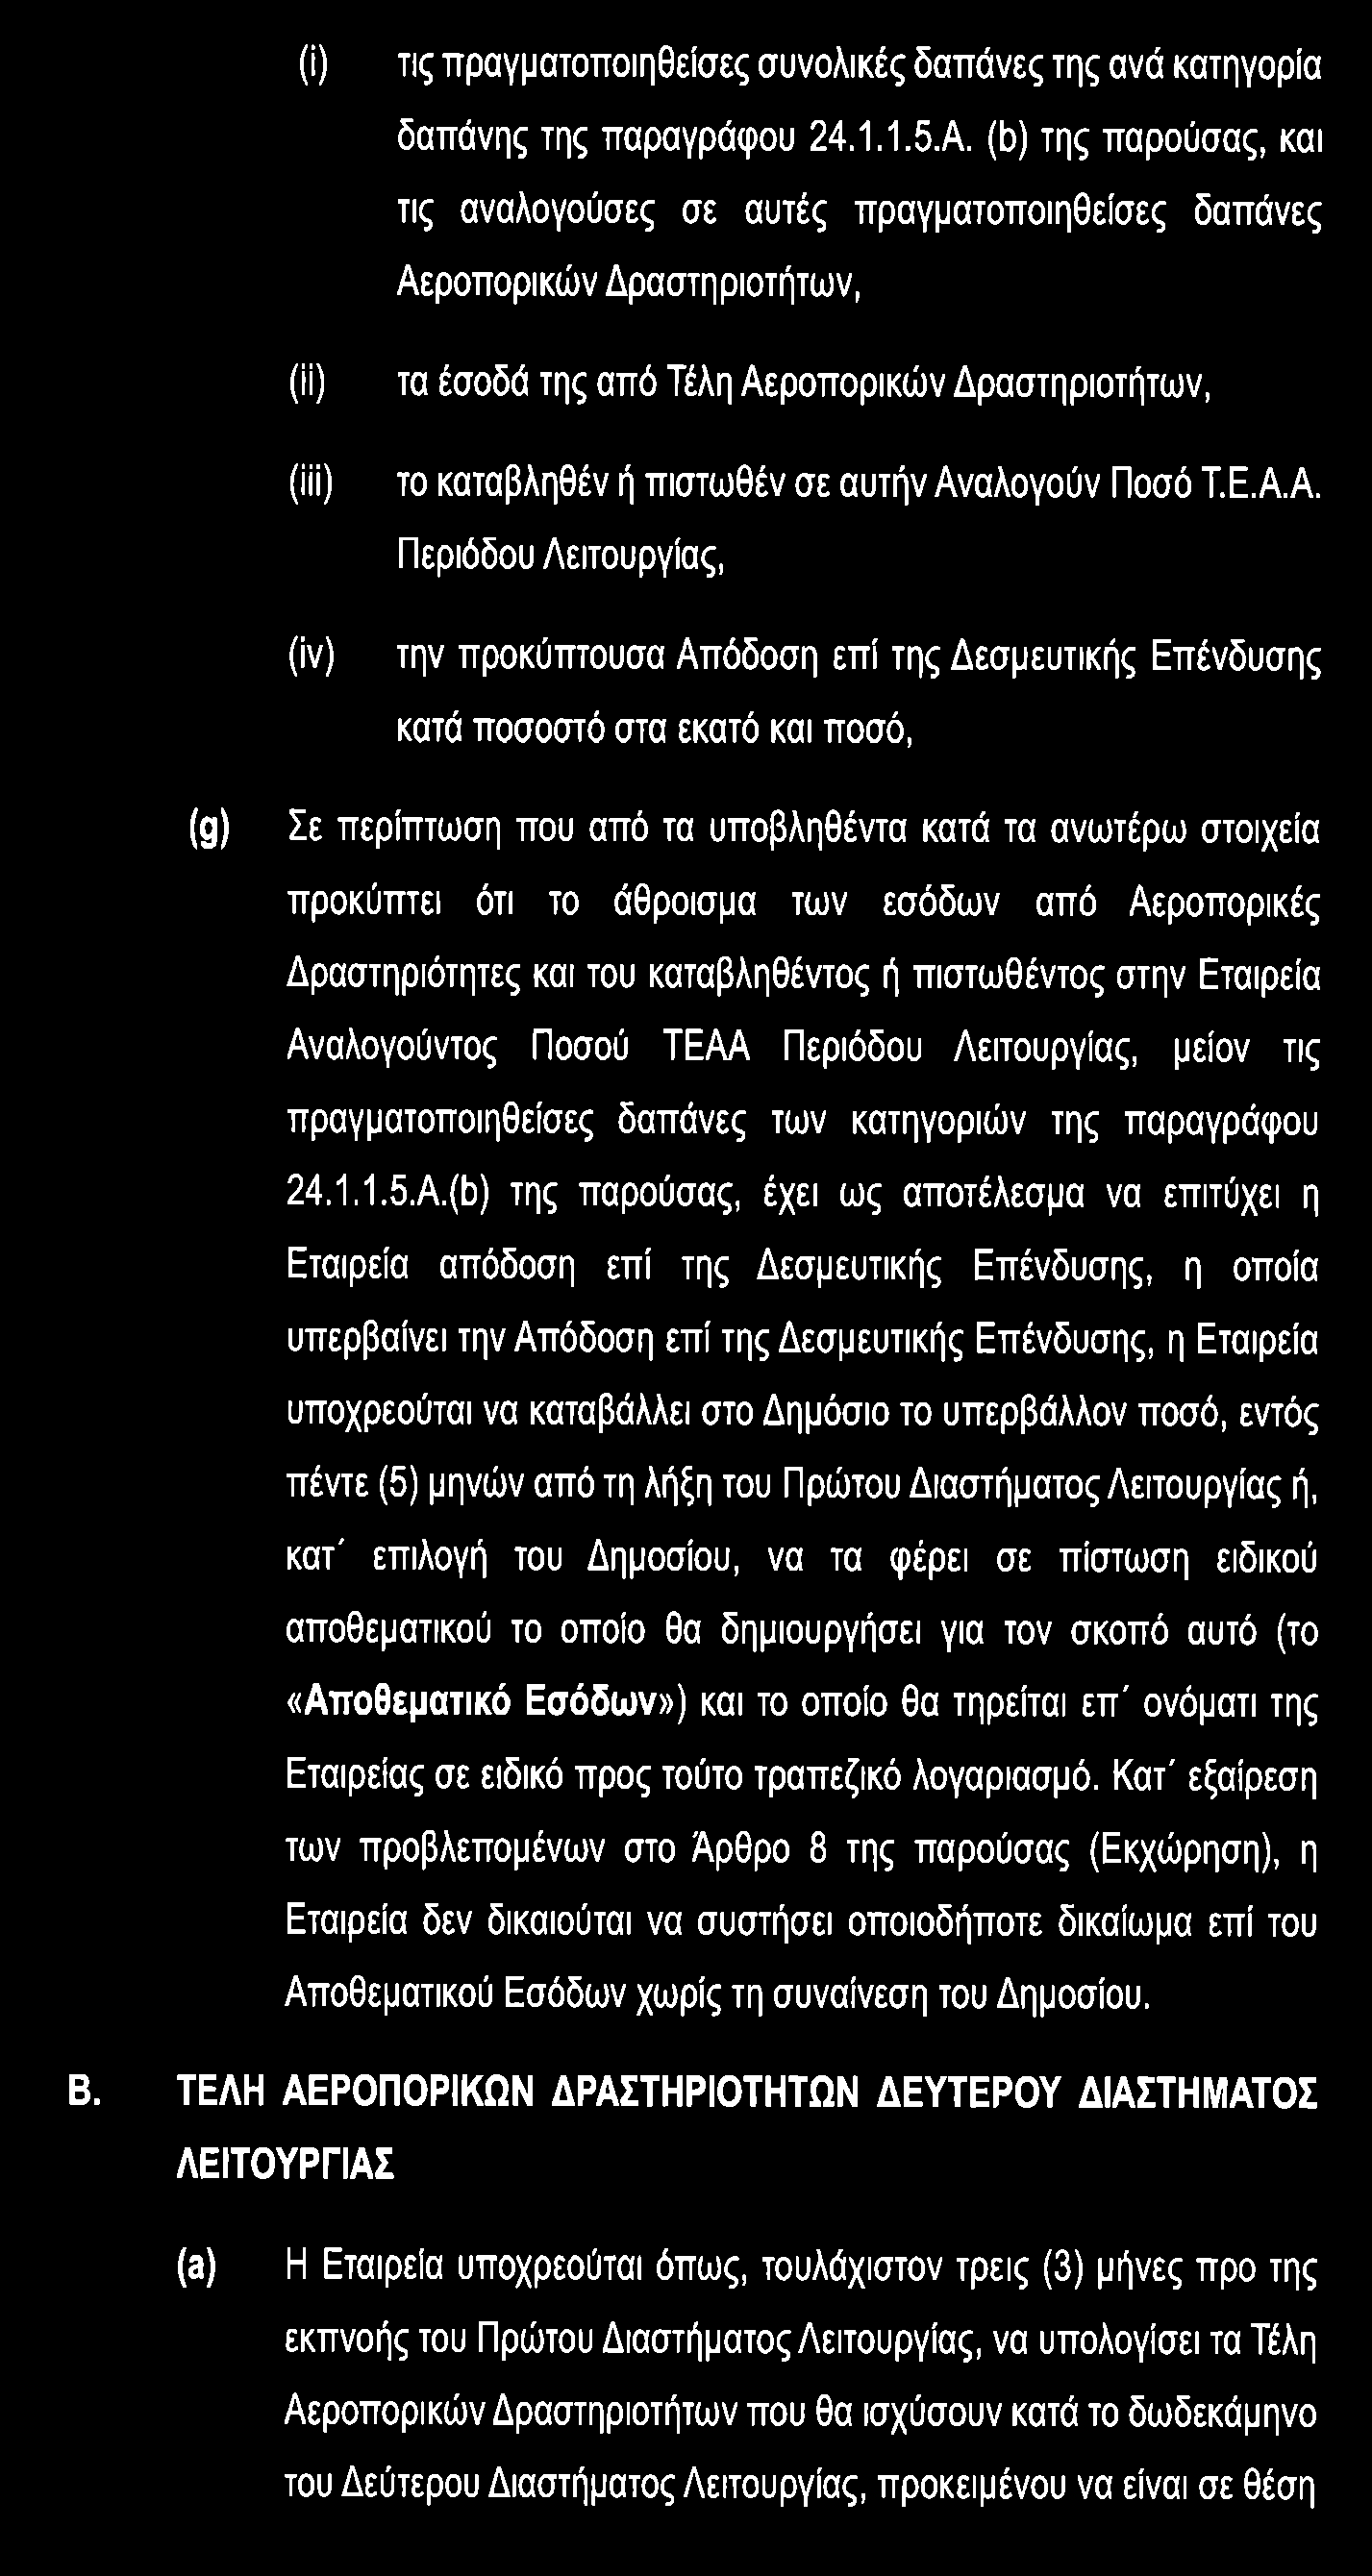 (i) τις πραγματοποιηθείσες συνολικές δαπάνες της ανά κατηγορία
δαπάνης της παραγράφου 24.1.1.5.Α. (b) της παρούσας, και
τις αναλογούσες σε αυτές πραγματοποιηθείσες δαπάνες
Αεροπορικών Δραστηριοτήτων,
(ii) τα έσοδά της από Τέλη Αεροπορικών Δραστηριοτήτων,
(iii) το καταβληθέν ή πιστωθέν σε αυτήν Αναλογούν Ποσό Τ.Ε.Α.Α.
Περιόδου Λειτουργίας,
(iv) την προκύπτουσα Απόδοση επί της Δεσμευτικής Επένδυσης
κατά ποσοστό στα εκατό και ποσό,
(g) Σε περίπτωση που από τα υποβληθέντα κατά τα ανωτέρω στοιχεία
προκύπτει ότι το άθροισμα των εσόδων από Αεροπορικές
Δραστηριότητες και του καταβληθέντος ή πιστωθέντος στην Εταιρεία
Αναλογούντος Ποσού ΤΕΑΑ Περιόδου Λειτουργίας, μείον τις
πραγματοποιηθείσες δαπάνες των κατηγοριών της παραγράφου
24.1.1.5.Α.(b) της παρούσας, έχει ως αποτέλεσμα να επιτύχει η
Εταιρεία απόδοση επί της Δεσμευτικής Επένδυσης, η οποία
υπερβαίνει την Απόδοση επί της Δεσμευτικής Επένδυσης, η Εταιρεία
υποχρεούται να καταβάλλει στο Δημόσιο το υπερβάλλον ποσό, εντός
πέντε (5) μηνών από τη λήξη του Πρώτου Διαστήματος Λειτουργίας ή,
κατ΄ επιλογή του Δημοσίου, να τα φέρει σε πίστωση ειδικού
αποθεματικού το οποίο θα δημιουργήσει για τον σκοπό αυτό (το
«Αποθεματικό Εσόδων») και το οποίο θα τηρείται επ΄ ονόματι της
Εταιρείας σε ειδικό προς τούτο τραπεζικό λογαριασμό. Κατ΄ εξαίρεση
των προβλεπομένων στο Άρθρο 8 της παρούσας (Εκχώρηση), η
Εταιρεία δεν δικαιούται να συστήσει οποιοδήποτε δικαίωμα επί του
Αποθεματικού Εσόδων χωρίς τη συναίνεση του Δημοσίου.
Β. ΤΕΛΗ ΑΕΡΟΠΟΡΙΚΩΝ ΔΡΑΣΤΗΡΙΟΤΗΤΩΝ ΔΕΥΤΕΡΟΥ ΔΙΑΣΤΗΜΑΤΟΣ
ΛΕΙΤΟΥΡΓΙΑΣ
(a) Η Εταιρεία υποχρεούται όπως, τουλάχιστον τρεις (3) μήνες προ της
εκπνοής του Πρώτου Διαστήματος Λειτουργίας, να υπολογίσει τα Τέλη
Αεροπορικών Δραστηριοτήτων που θα ισχύσουν κατά το δωδεκάμηνο
του Δεύτερου Διαστήματος Λειτουργίας, προκειμένου να είναι σε θέση